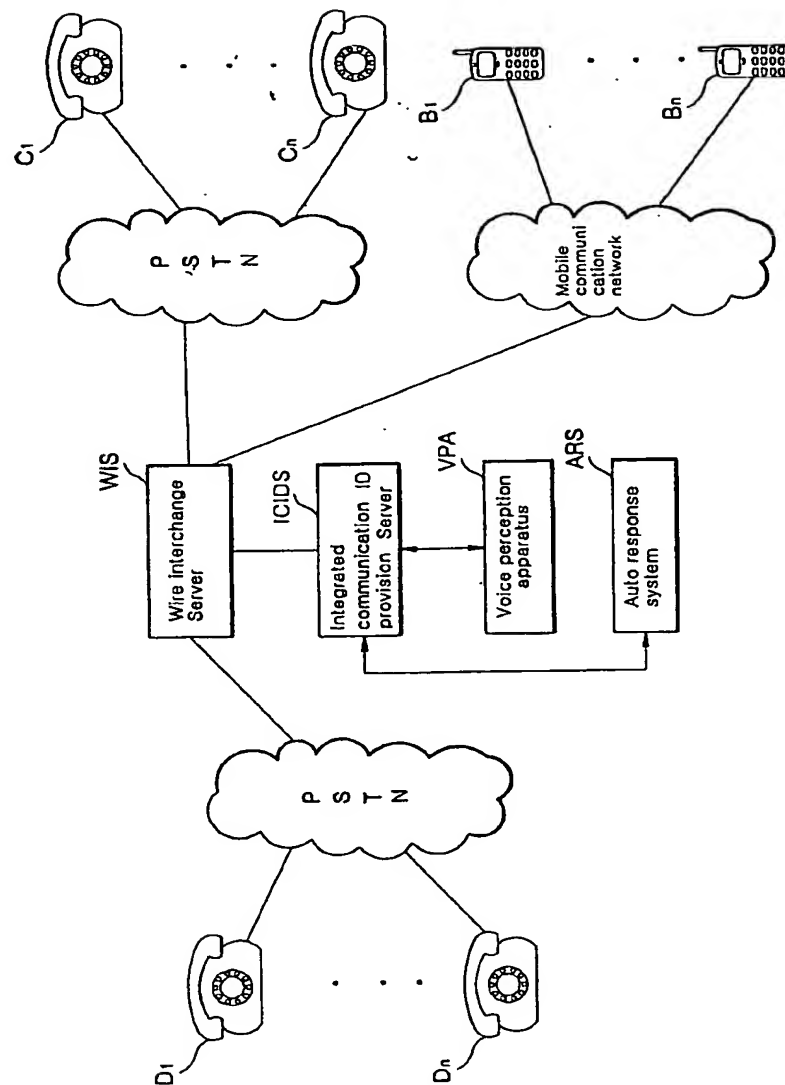 C1
Cn
B1
Bn
P S T N
Mobile
communi
cation
network
WIS
Wire interchange
Server
ICIDS
Integrated
communication ID
provision Server
VPA
Voice perception
apparatus
ARS
Auto response
system
P S T N
D1
Dn